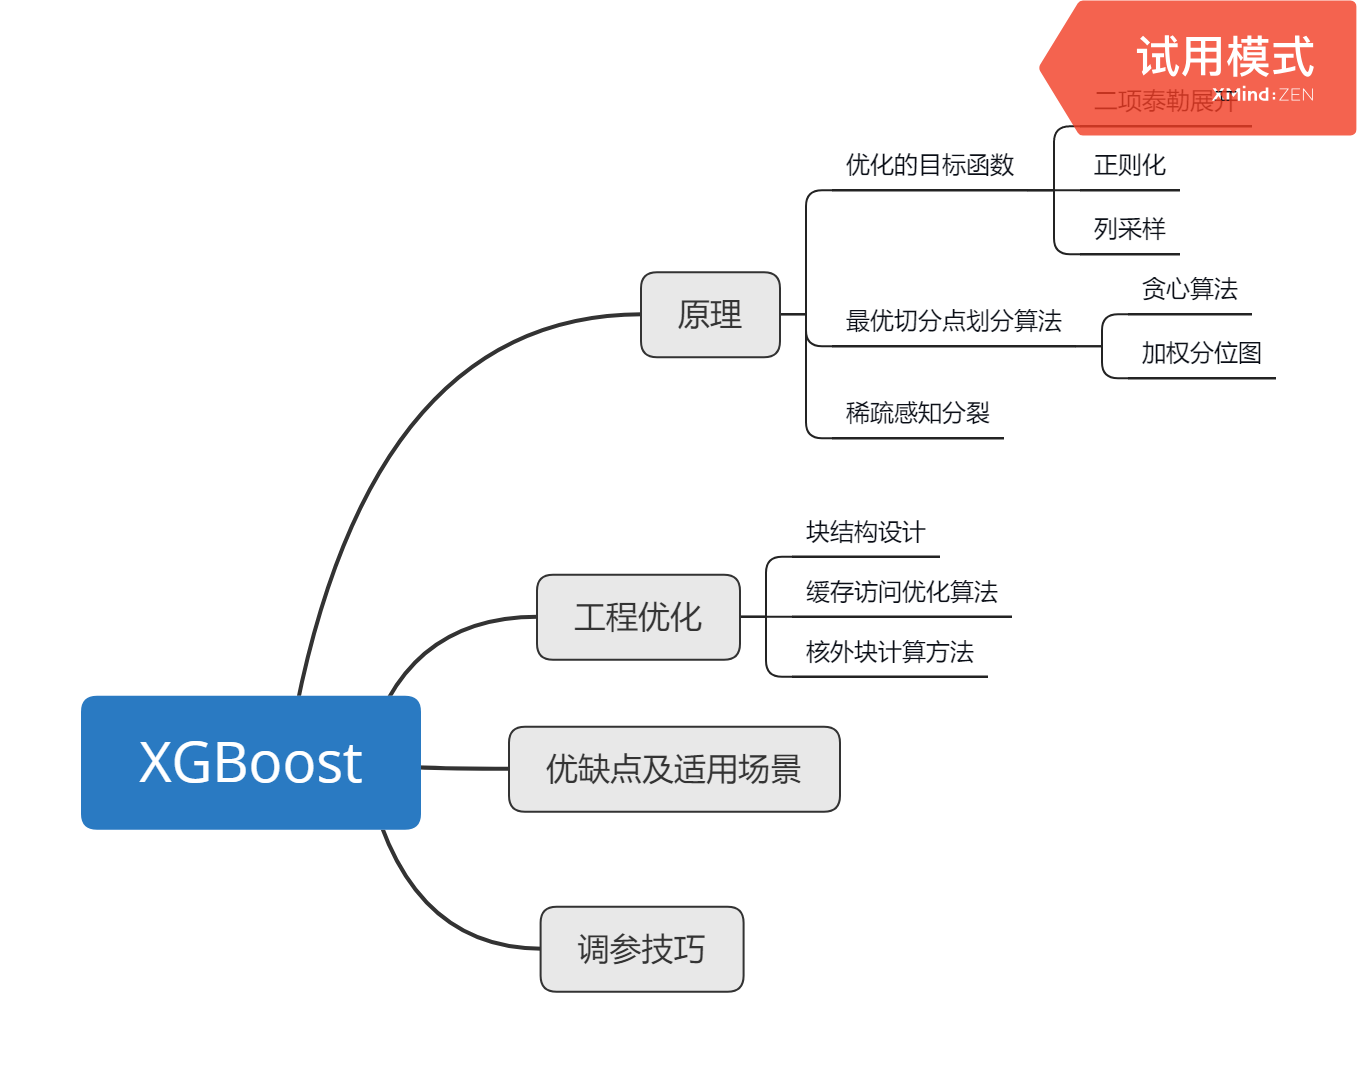 试用模式
XMind:ZEN
二项泰勒展开
优化的目标函数
正则化
列采样
原理
贪心算法
最优切分点划分算法
加权分位图
稀疏感知分裂
块结构设计
缓存访问优化算法
工程优化
核外块计算方法
XGBoost
优缺点及适用场景
调参技巧